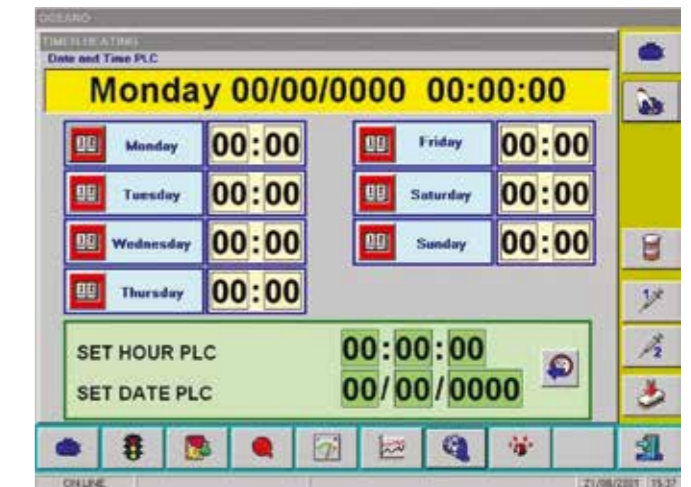 OCEANO
TIMER HEATING
Date and Time PLC
Monday 00/00/0000 00:00:00
Monday 00:00
Friday 00:00
Tuesday 00:00
Saturday 00:00
Wednesday 00:00
Sunday 00:00
Thursday 00:00
SET HOUR PLC 00:00:00
SET DATE PLC 00/00/0000
1
2
ON LINE
21/08/2001 15:37